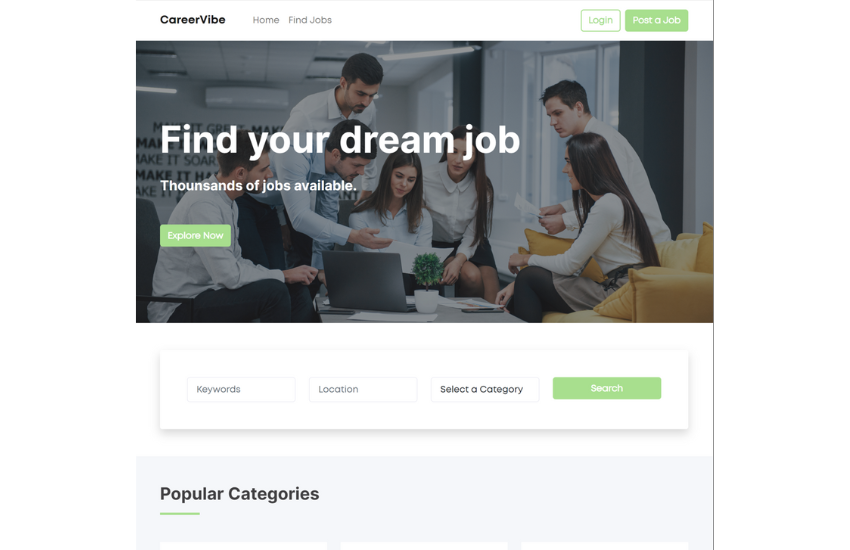 CareerVibe
Home
Find Jobs
Login
Post a Job
Find your dream job
Thounsands of jobs available.
Explore Now
Keywords
Location
Select a Category
Search
Popular Categories